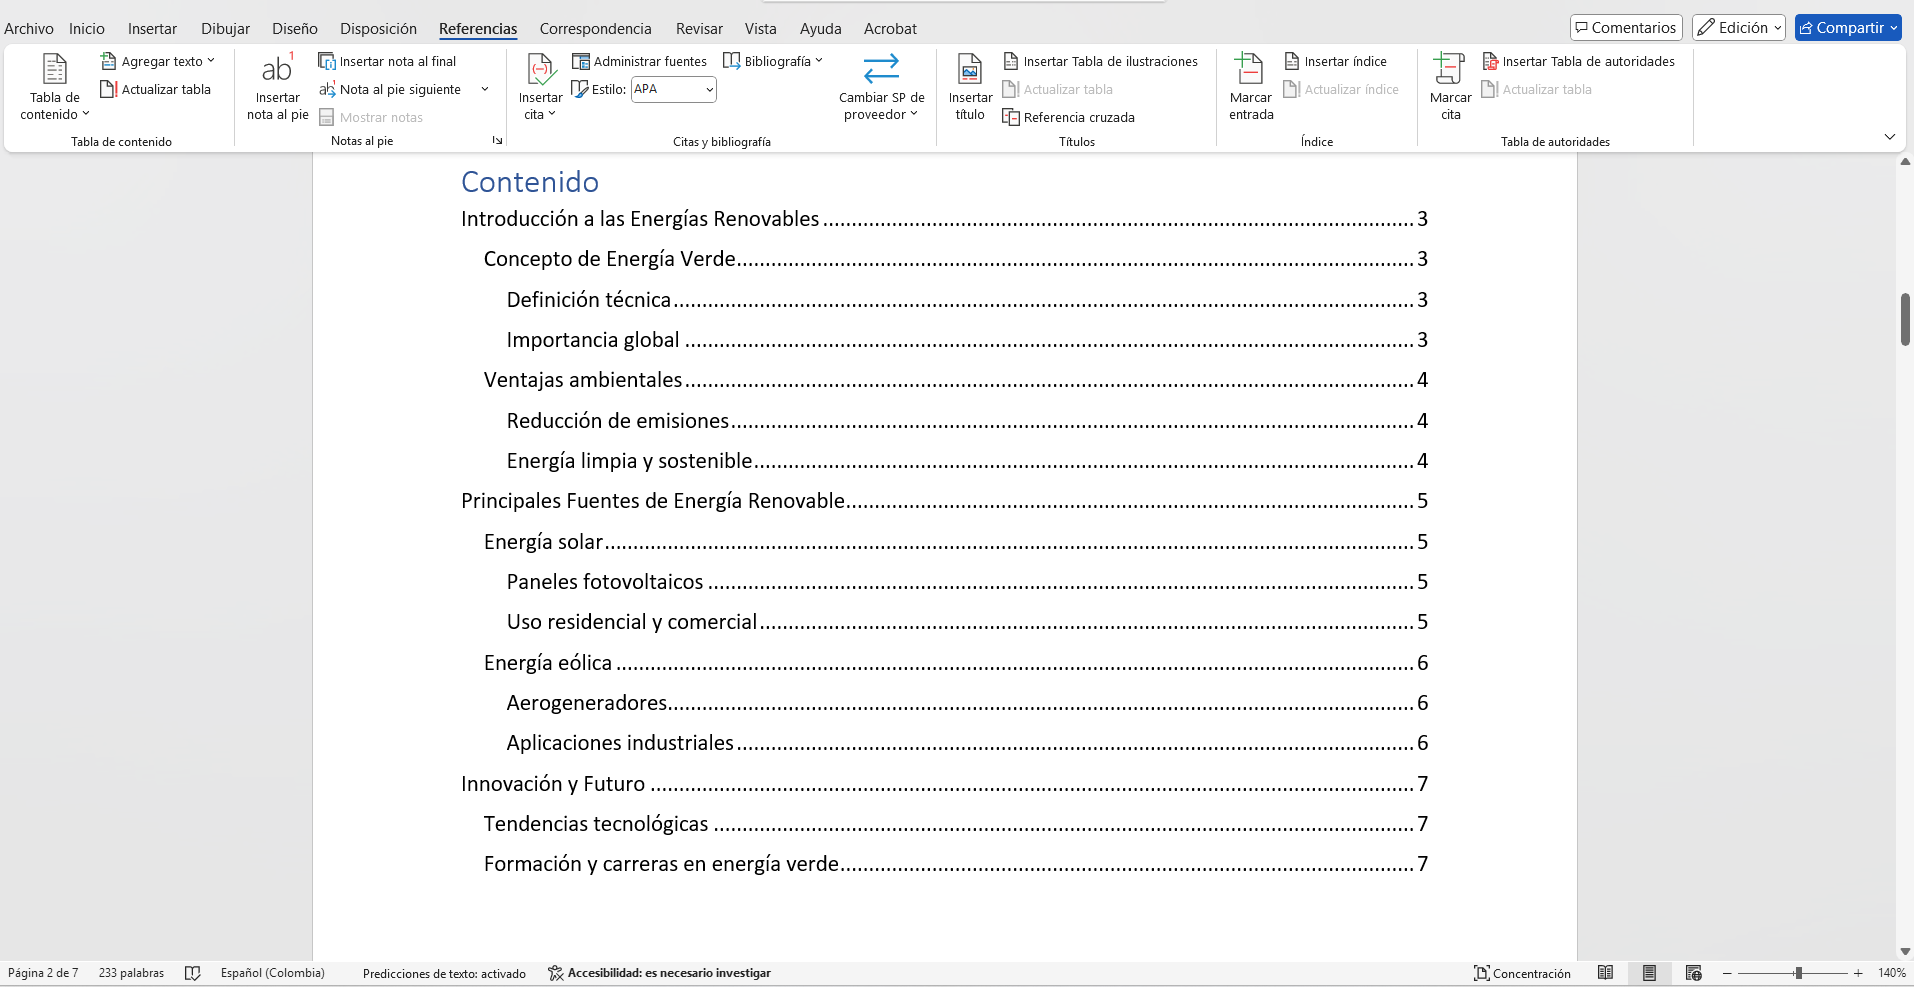 Archivo Inicio Insertar Dibujar Diseño Disposición Referencias Correspondencia Revisar Vista Ayuda Acrobat Comentarios Edición Compartir
Tabla de contenido
Agregar texto
Actualizar tabla
Tabla de contenido
ab¹
Insertar nota al pie
Insertar nota al final
Nota al pie siguiente
Mostrar notas
Notas al pie
Insertar cita
Administrar fuentes
Estilo: APA
Bibliografía
Cambiar SP de proveedor
Citas y bibliografía
Insertar título
Insertar Tabla de ilustraciones
Actualizar tabla
Referencia cruzada
Títulos
Marcar entrada
Insertar índice
Actualizar índice
Índice
Marcar cita
Insertar Tabla de autoridades
Actualizar tabla
Tabla de autoridades
Contenido
Introducción a las Energías Renovables 3
Concepto de Energía Verde 3
Definición técnica 3
Importancia global 3
Ventajas ambientales 4
Reducción de emisiones 4
Energía limpia y sostenible 4
Principales Fuentes de Energía Renovable 5
Energía solar 5
Paneles fotovoltaicos 5
Uso residencial y comercial 5
Energía eólica 6
Aerogeneradores 6
Aplicaciones industriales 6
Innovación y Futuro 7
Tendencias tecnológicas 7
Formación y carreras en energía verde 7
Página 2 de 7 233 palabras Español (Colombia) Predicciones de texto: activado Accesibilidad: es necesario investigar Concentración 140%